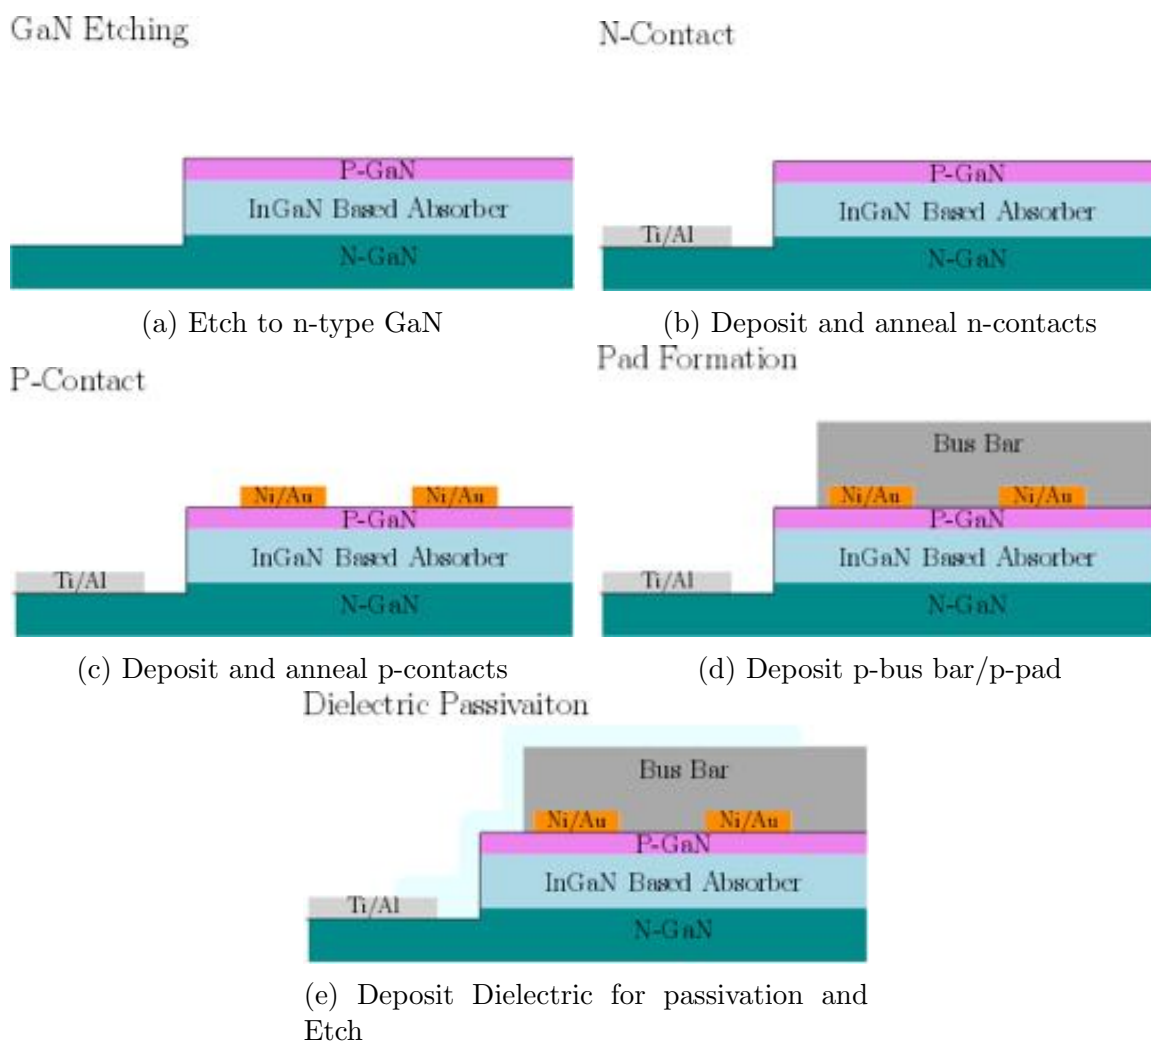 GaN Etching
P-GaN
InGaN Based Absorber
N-GaN
(a) Etch to n-type GaN
N-Contact
P-GaN
InGaN Based Absorber
Ti/Al
N-GaN
(b) Deposit and anneal n-contacts
P-Contact
Ni/Au Ni/Au
P-GaN
InGaN Based Absorber
Ti/Al
N-GaN
(c) Deposit and anneal p-contacts
Pad Formation
Bus Bar
Ni/Au Ni/Au
P-GaN
InGaN Based Absorber
Ti/Al
N-GaN
(d) Deposit p-bus bar/p-pad
Dielectric Passivaiton
Bus Bar
Ni/Au Ni/Au
P-GaN
InGaN Based Absorber
Ti/Al
N-GaN
(e) Deposit Dielectric for passivation and
Etch